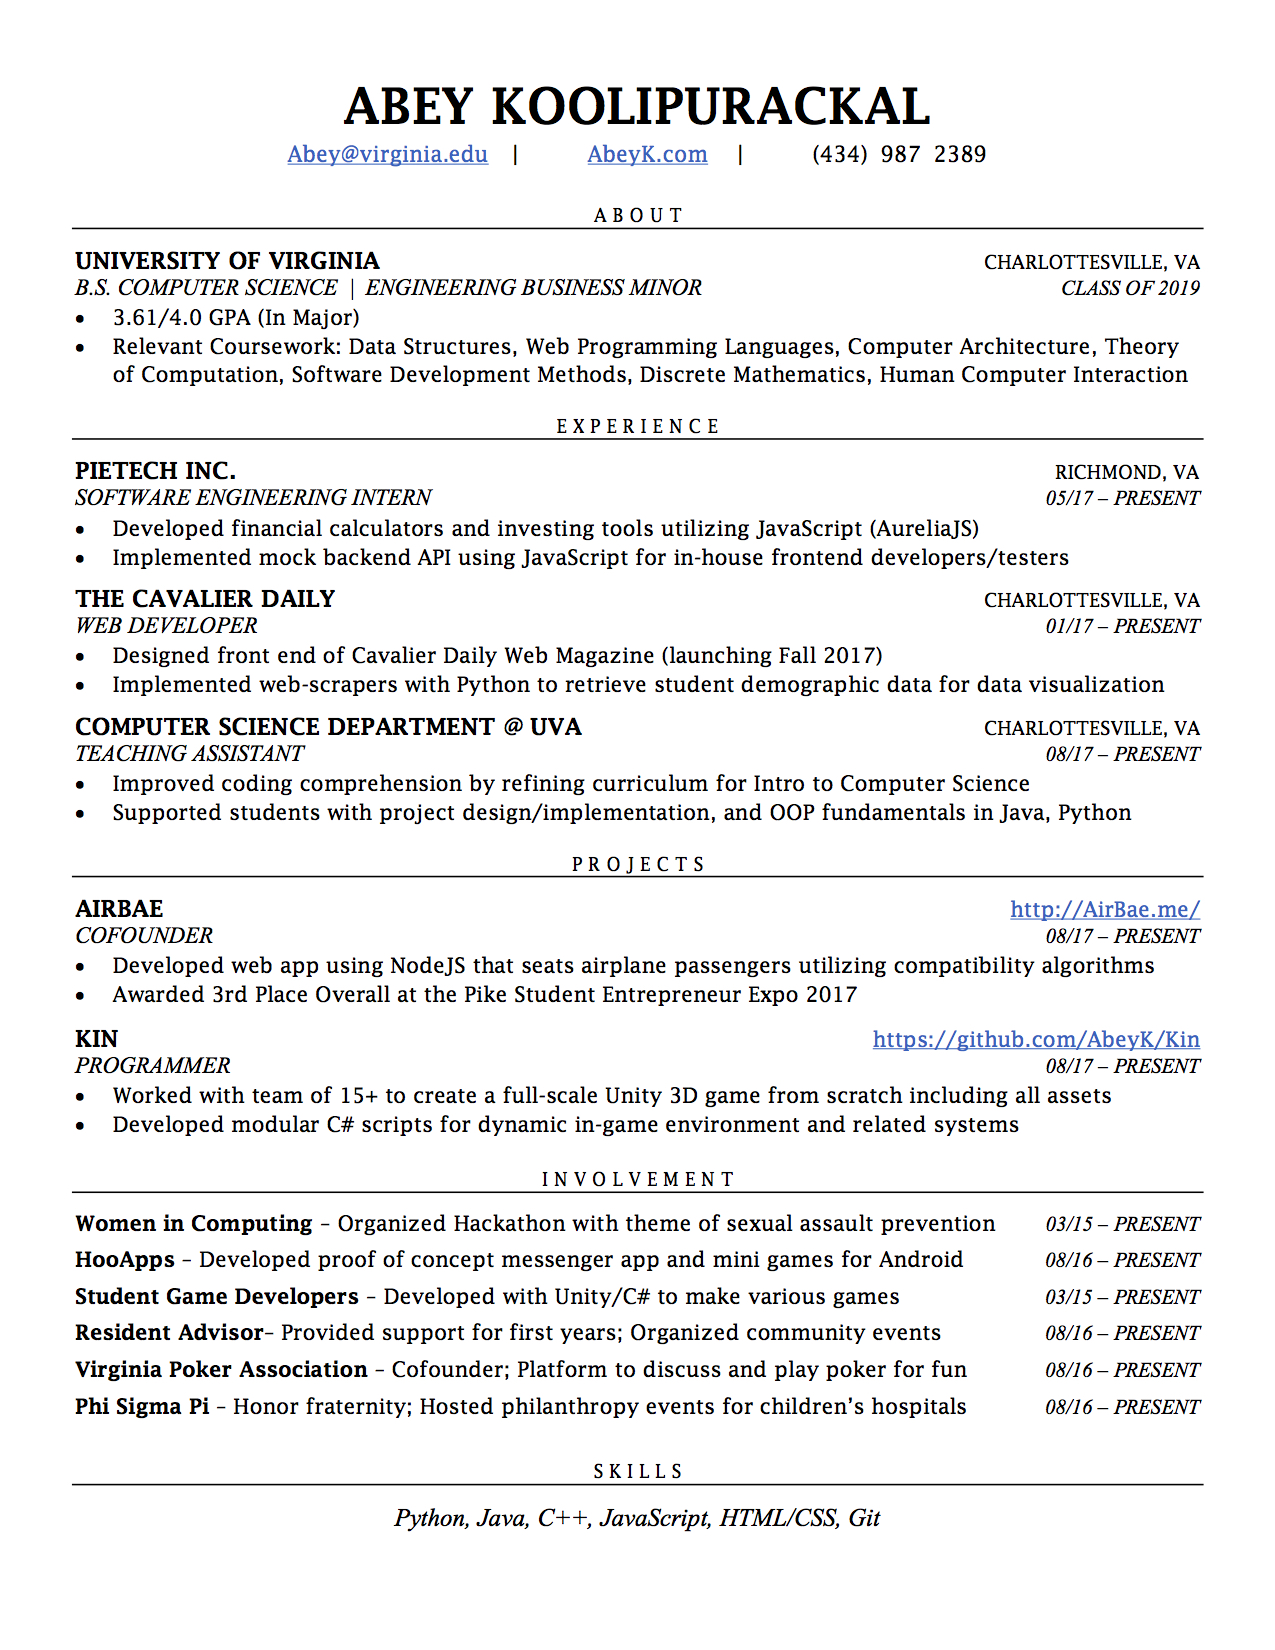 ABEY KOOLIPURACKAL
Abey@virginia.edu | AbeyK.com | (434) 987 2389
ABOUT
UNIVERSITY OF VIRGINIA CHARLOTTESVILLE, VA
B.S. COMPUTER SCIENCE | ENGINEERING BUSINESS MINOR CLASS OF 2019
• 3.61/4.0 GPA (In Major)
• Relevant Coursework: Data Structures, Web Programming Languages, Computer Architecture, Theory
of Computation, Software Development Methods, Discrete Mathematics, Human Computer Interaction
EXPERIENCE
PIETECH INC. RICHMOND, VA
SOFTWARE ENGINEERING INTERN 05/17 – PRESENT
• Developed financial calculators and investing tools utilizing JavaScript (AureliaJS)
• Implemented mock backend API using JavaScript for in-house frontend developers/testers
THE CAVALIER DAILY CHARLOTTESVILLE, VA
WEB DEVELOPER 01/17 – PRESENT
• Designed front end of Cavalier Daily Web Magazine (launching Fall 2017)
• Implemented web-scrapers with Python to retrieve student demographic data for data visualization
COMPUTER SCIENCE DEPARTMENT @ UVA CHARLOTTESVILLE, VA
TEACHING ASSISTANT 08/17 – PRESENT
• Improved coding comprehension by refining curriculum for Intro to Computer Science
• Supported students with project design/implementation, and OOP fundamentals in Java, Python
PROJECTS
AIRBAE http://AirBae.me/
COFOUNDER 08/17 – PRESENT
• Developed web app using NodeJS that seats airplane passengers utilizing compatibility algorithms
• Awarded 3rd Place Overall at the Pike Student Entrepreneur Expo 2017
KIN https://github.com/AbeyK/Kin
PROGRAMMER 08/17 – PRESENT
• Worked with team of 15+ to create a full-scale Unity 3D game from scratch including all assets
• Developed modular C# scripts for dynamic in-game environment and related systems
INVOLVEMENT
Women in Computing – Organized Hackathon with theme of sexual assault prevention 03/15 – PRESENT
HooApps – Developed proof of concept messenger app and mini games for Android 08/16 – PRESENT
Student Game Developers – Developed with Unity/C# to make various games 03/15 – PRESENT
Resident Advisor– Provided support for first years; Organized community events 08/16 – PRESENT
Virginia Poker Association – Cofounder; Platform to discuss and play poker for fun 08/16 – PRESENT
Phi Sigma Pi – Honor fraternity; Hosted philanthropy events for children’s hospitals 08/16 – PRESENT
SKILLS
Python, Java, C++, JavaScript, HTML/CSS, Git